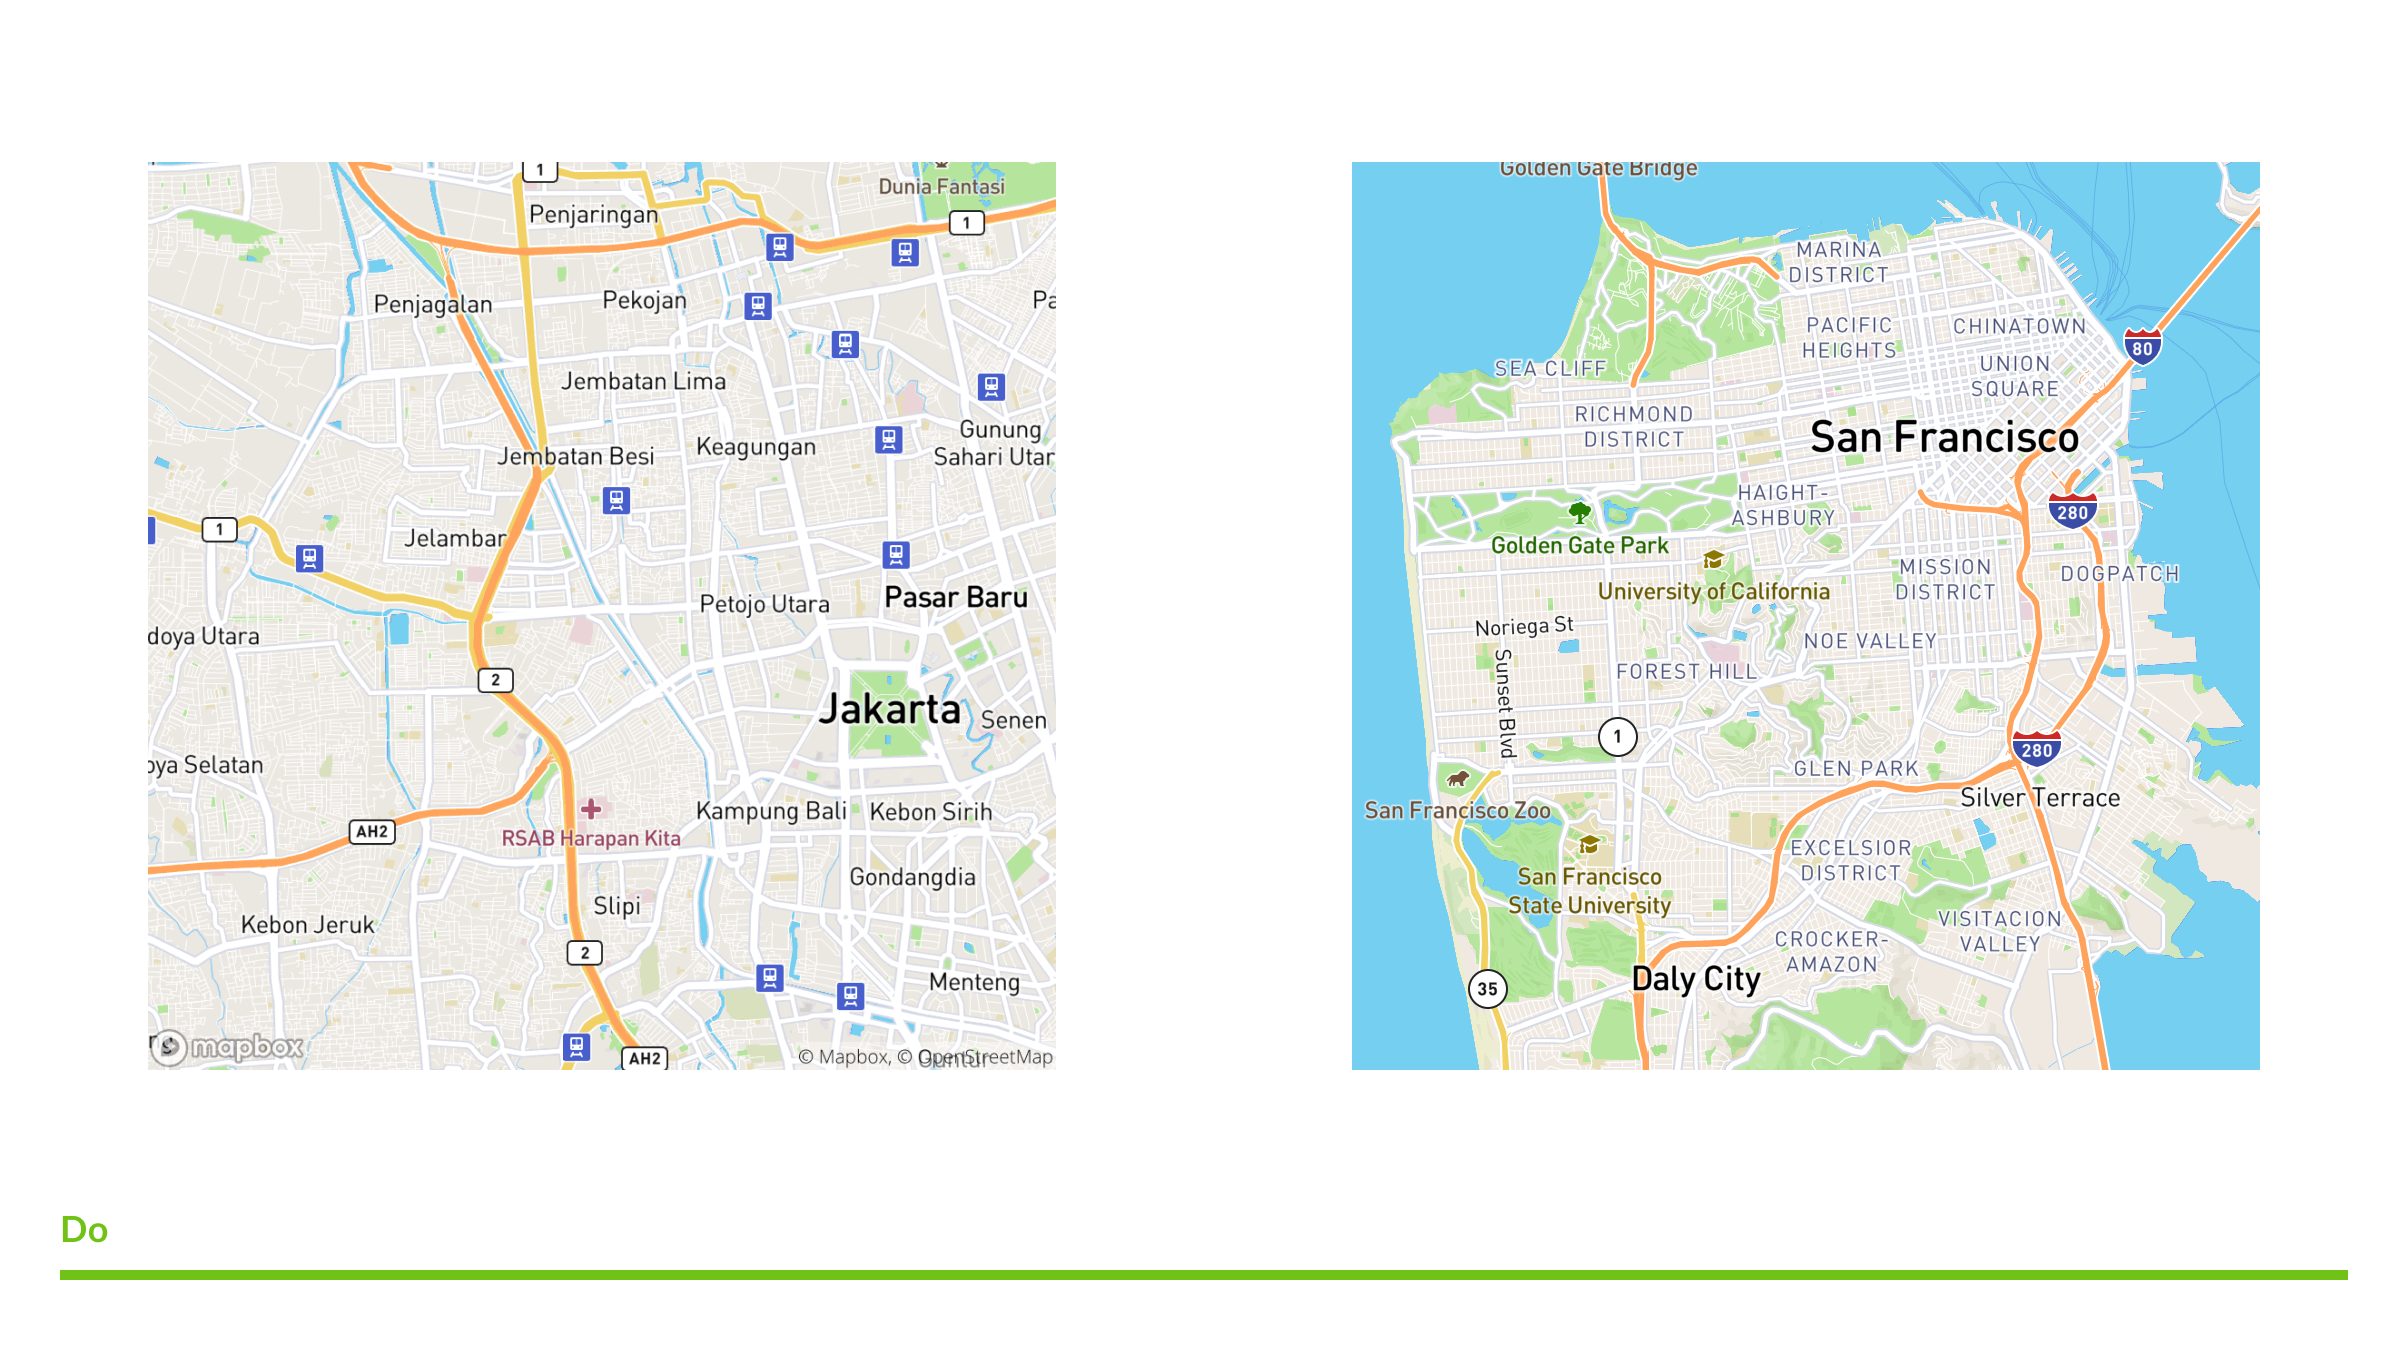 1
Dunia Fantasi
Penjaringan
1
Penjagalan
Pekojan
Pa
Jembatan Lima
Gunung
Sahari Utar
Keagungan
Jembatan Besi
1
Jelambar
Petojo Utara
Pasar Baru
doya Utara
2
Jakarta
Senen
oya Selatan
Kampung Bali
Kebon Sirih
AH2
RSAB Harapan Kita
Gondangdia
Slipi
Kebon Jeruk
2
Menteng
mapbox
AH2
© Mapbox, © OpenStreetMap
Golden Gate Bridge
MARINA
DISTRICT
PACIFIC
HEIGHTS
CHINATOWN
80
UNION
SQUARE
SEA CLIFF
RICHMOND
DISTRICT
San Francisco
HAIGHT-
ASHBURY
280
Golden Gate Park
University of California
MISSION
DISTRICT
DOGPATCH
Noriega St
NOE VALLEY
FOREST HILL
Sunset Blvd
1
280
GLEN PARK
Silver Terrace
San Francisco Zoo
EXCELSIOR
DISTRICT
San Francisco
State University
VISITACION
VALLEY
CROCKER-
AMAZON
Daly City
35
Do